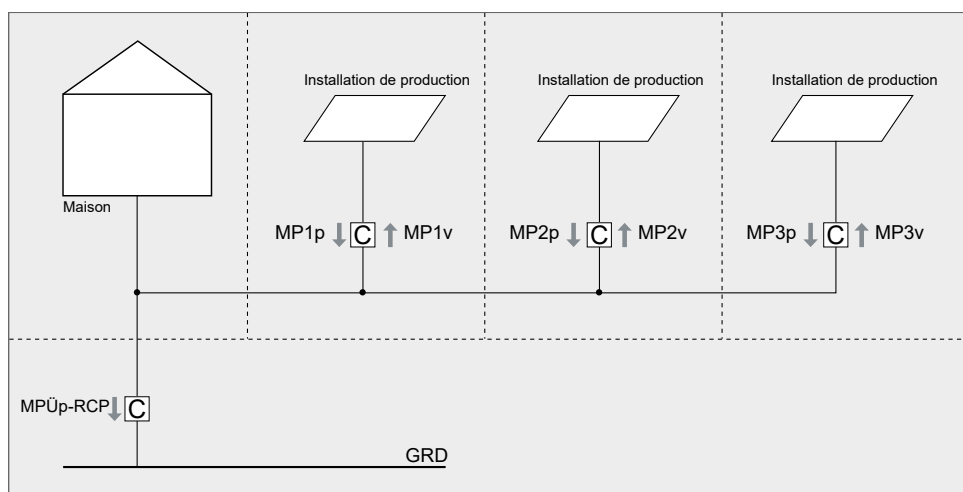 Installation de production
Installation de production
Installation de production
Maison
MP1p C MP1v
MP2p C MP2v
MP3p C MP3v
MPÜp-RCP C
GRD